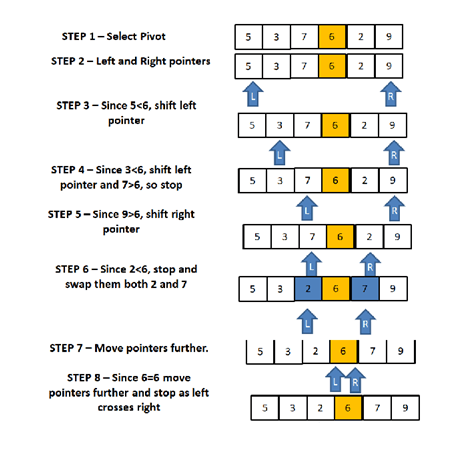 STEP 1 – Select Pivot
5 3 7 6 2 9
STEP 2 – Left and Right pointers
5 3 7 6 2 9
L R
STEP 3 – Since 5<6, shift left
pointer
5 3 7 6 2 9
L R
STEP 4 – Since 3<6, shift left
pointer and 7>6, so stop
5 3 7 6 2 9
L R
STEP 5 – Since 9>6, shift right
pointer
5 3 7 6 2 9
L R
STEP 6 – Since 2<6, stop and
swap them both 2 and 7
5 3 2 6 7 9
L R
STEP 7 – Move pointers further.
5 3 2 6 7 9
L R
STEP 8 – Since 6=6 move
pointers further and stop as left
crosses right
5 3 2 6 7 9